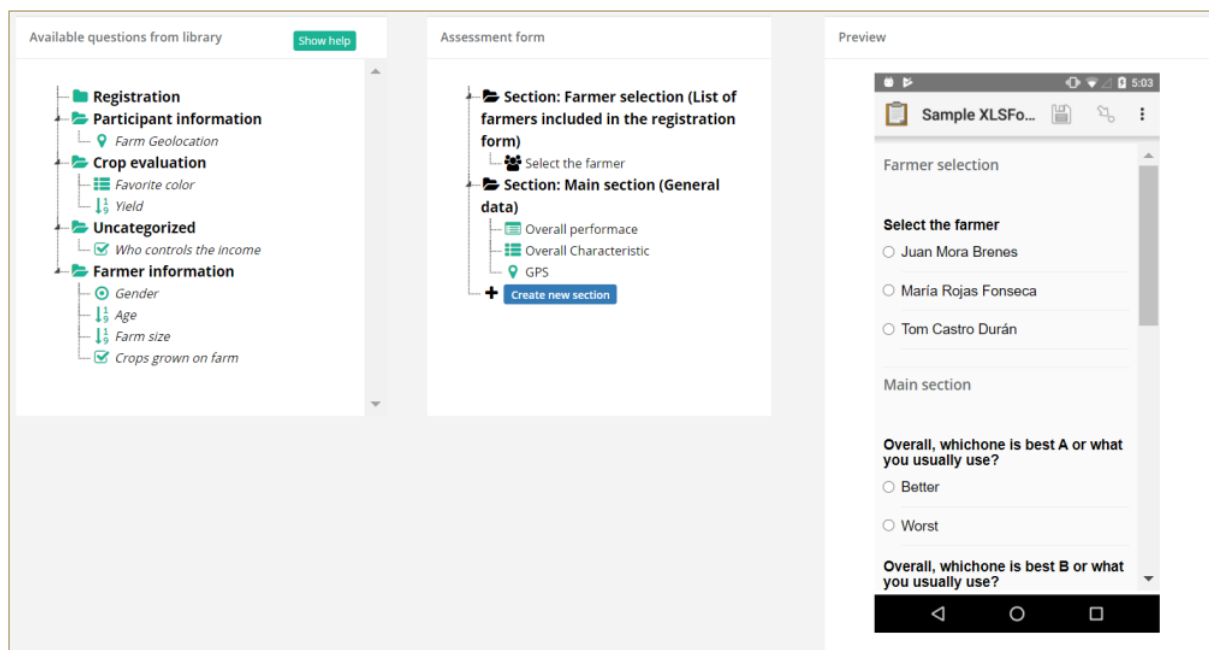 Available questions from library
Show help
Registration
Participant information
Farm Geolocation
Crop evaluation
Favorite color
Yield
Uncategorized
Who controls the income
Farmer information
Gender
Age
Farm size
Crops grown on farm
Assessment form
Section: Farmer selection (List of
farmers included in the registration
form)
Select the farmer
Section: Main section (General
data)
Overall performace
Overall Characteristic
GPS
Create new section
Preview
5:03
Sample XLSFo...
Farmer selection
Select the farmer
Juan Mora Brenes
María Rojas Fonseca
Tom Castro Durán
Main section
Overall, whichone is best A or what
you usually use?
Better
Worst
Overall, whichone is best B or what
you usually use?